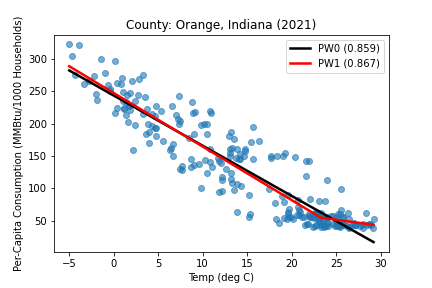 County: Orange, Indiana (2021)
PW0 (0.859)
PW1 (0.867)
Per-Capita Consumption (MMBtu/1000 Households)
300
250
200
150
100
50
-5 0 5 10 15 20 25 30
Temp (deg C)